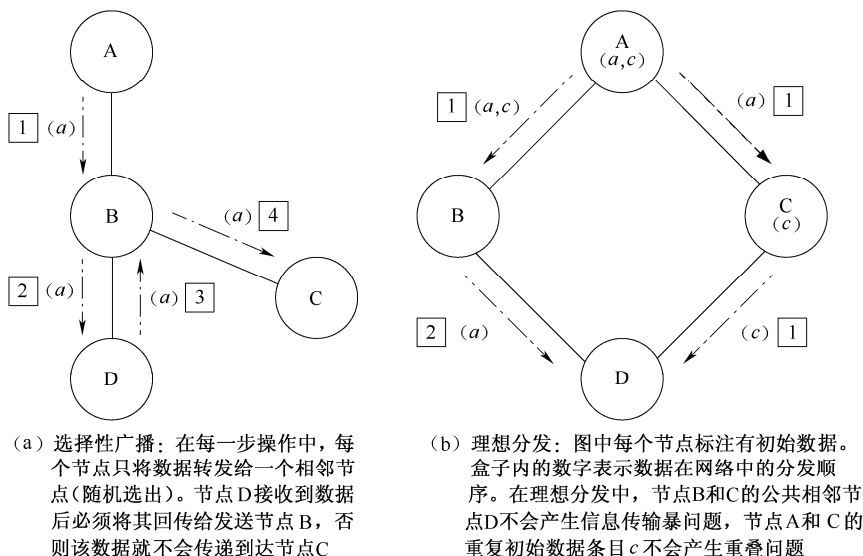 A
1 (a)
B
(a) 4
2 (a)
(a) 3
C
D
(a) 选择性广播：在每一步操作中，每
个节点只将数据转发给一个相邻节
点(随机选出)。节点D接收到数据
后必须将其回传给发送节点B，否
则该数据就不会传递到达节点C
A
(a,c)
1 (a,c)
(a) 1
B
C
(c)
2 (a)
(c) 1
D
(b) 理想分发：图中每个节点标注有初始数据。
盒子内的数字表示数据在网络中的分发顺
序。在理想分发中，节点B和C的公共相邻节
点D不会产生信息传输暴问题，节点A和C的
重复初始数据条目c不会产生重叠问题